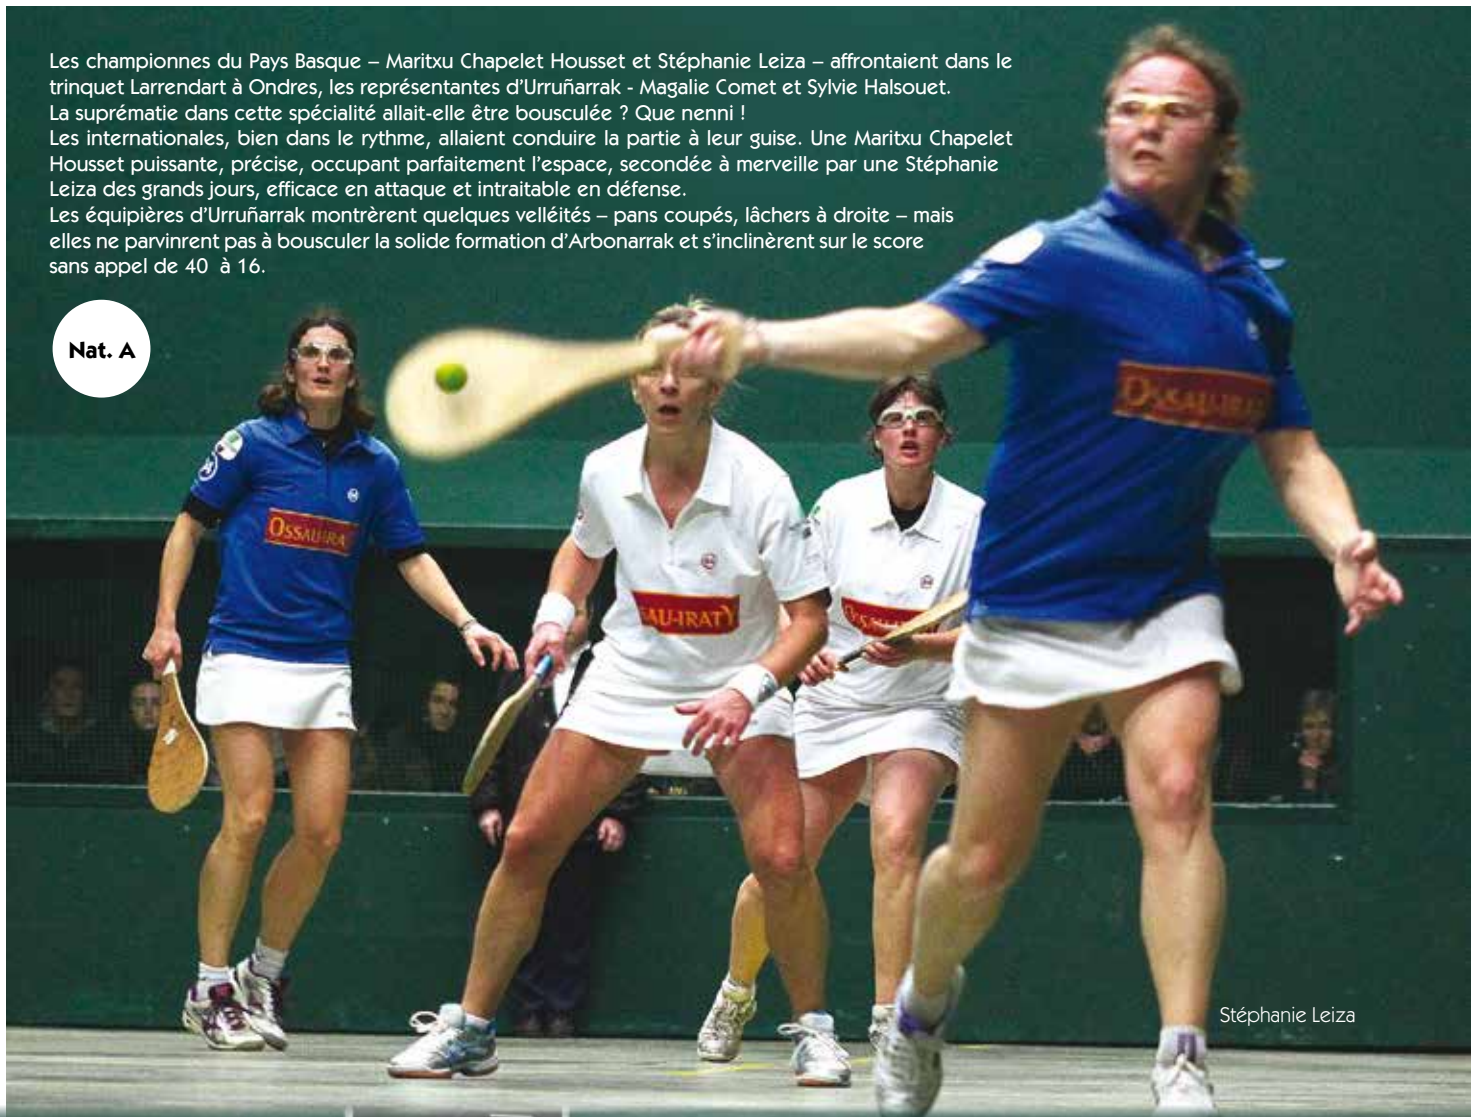 Les championnes du Pays Basque – Maritxu Chapelet Housset et Stéphanie Leiza – affrontaient dans le
trinquet Larrendart à Ondres, les représentantes d’Urruñarrak - Magalie Comet et Sylvie Halsouet.
La suprématie dans cette spécialité allait-elle être bousculée ? Que nenni !
Les internationales, bien dans le rythme, allaient conduire la partie à leur guise. Une Maritxu Chapelet
Housset puissante, précise, occupant parfaitement l’espace, secondée à merveille par une Stéphanie
Leiza des grands jours, efficace en attaque et intraitable en défense.
Les équipières d’Urruñarrak montrèrent quelques velléités – pans coupés, lâchers à droite – mais
elles ne parvinrent pas à bousculer la solide formation d’Arbonarrak et s’inclinèrent sur le score
sans appel de 40 à 16.
Nat. A
OSSAU-IRA
OSSAU-IRA
AU-IRATY
OSSAU
Stéphanie Leiza